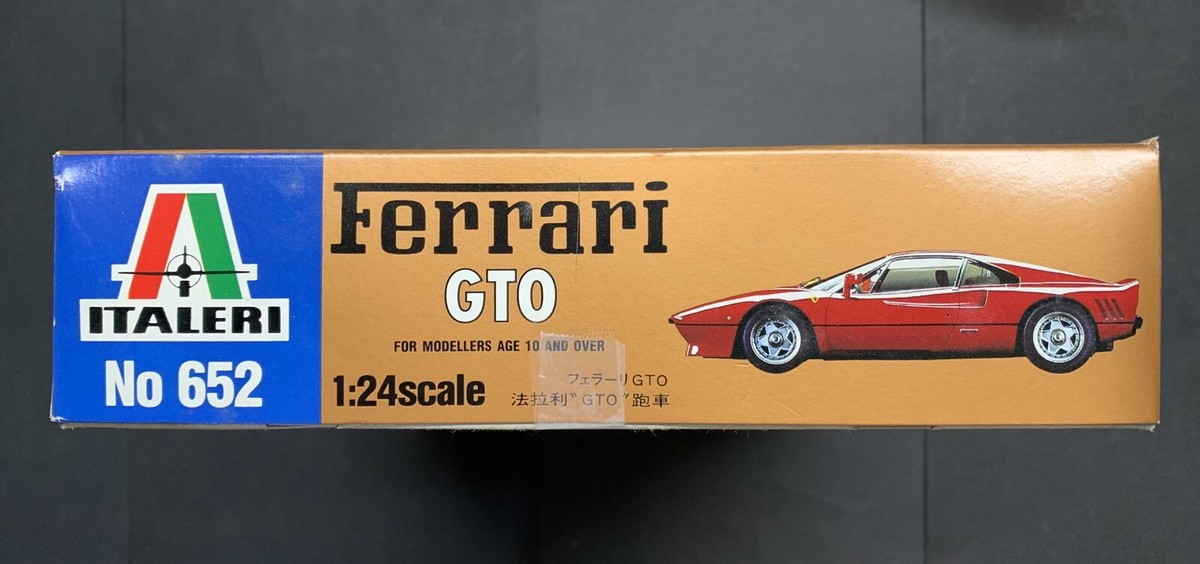 ITALERI
No 652
Ferrari
GTO
FOR MODELLERS AGE 10 AND OVER
1:24scale
フェラーリGTO
法拉利〝GTO〞跑車